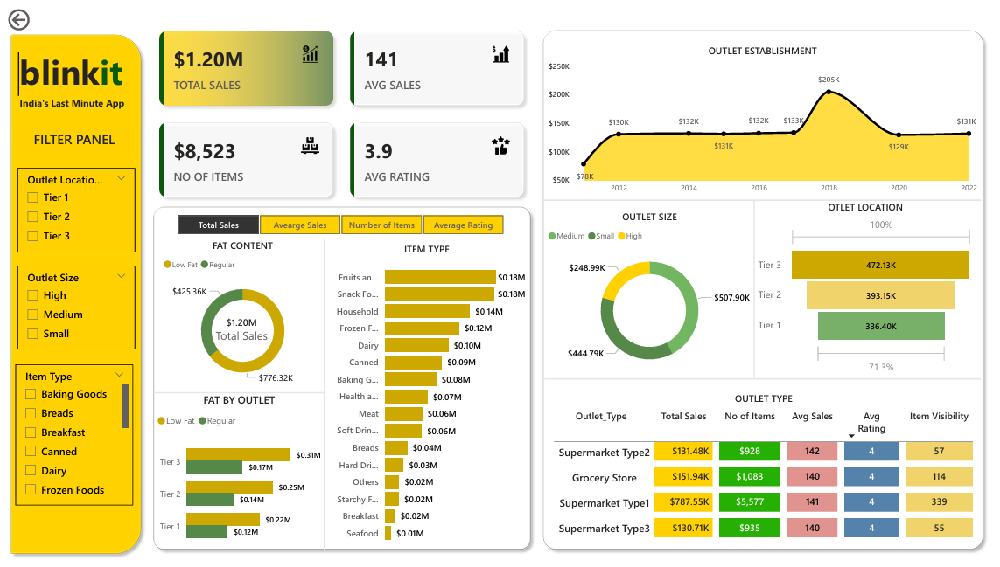 blinkit
India's Last Minute App
FILTER PANEL
Outlet Locatio...
Tier 1
Tier 2
Tier 3
Outlet Size
High
Medium
Small
Item Type
Baking Goods
Breads
Breakfast
Canned
Dairy
Frozen Foods
$1.20M
TOTAL SALES
141
AVG SALES
$8,523
NO OF ITEMS
3.9
AVG RATING
Total Sales
Avearge Sales
Number of Items
Average Rating
FAT CONTENT
Low Fat Regular
$425.36K
$1.20M
Total Sales
$776.32K
FAT BY OUTLET
Low Fat Regular
Tier 3 $0.31M
$0.17M
Tier 2 $0.25M
$0.14M
Tier 1 $0.22M
$0.12M
ITEM TYPE
Fruits an... $0.18M
Snack Fo... $0.18M
Household $0.14M
Frozen F... $0.12M
Dairy $0.10M
Canned $0.09M
Baking G... $0.08M
Health a... $0.07M
Meat $0.06M
Soft Drin... $0.06M
Breads $0.04M
Hard Dri... $0.03M
Others $0.02M
Starchy F... $0.02M
Breakfast $0.02M
Seafood $0.01M
OUTLET ESTABLISHMENT
$250K
$200K
$150K
$100K
$50K
$78K
$130K
$132K
$131K
$132K
$133K
$205K
$129K
$131K
2012 2014 2016 2018 2020 2022
OUTLET SIZE
Medium Small High
$248.99K
$507.90K
$444.79K
OTLET LOCATION
100%
Tier 3 472.13K
Tier 2 393.15K
Tier 1 336.40K
71.3%
OUTLET TYPE
Outlet_Type Total Sales No of Items Avg Sales Avg Rating Item Visibility
Supermarket Type2 $131.48K $928 142 4 57
Grocery Store $151.94K $1,083 140 4 114
Supermarket Type1 $787.55K $5,577 141 4 339
Supermarket Type3 $130.71K $935 140 4 55